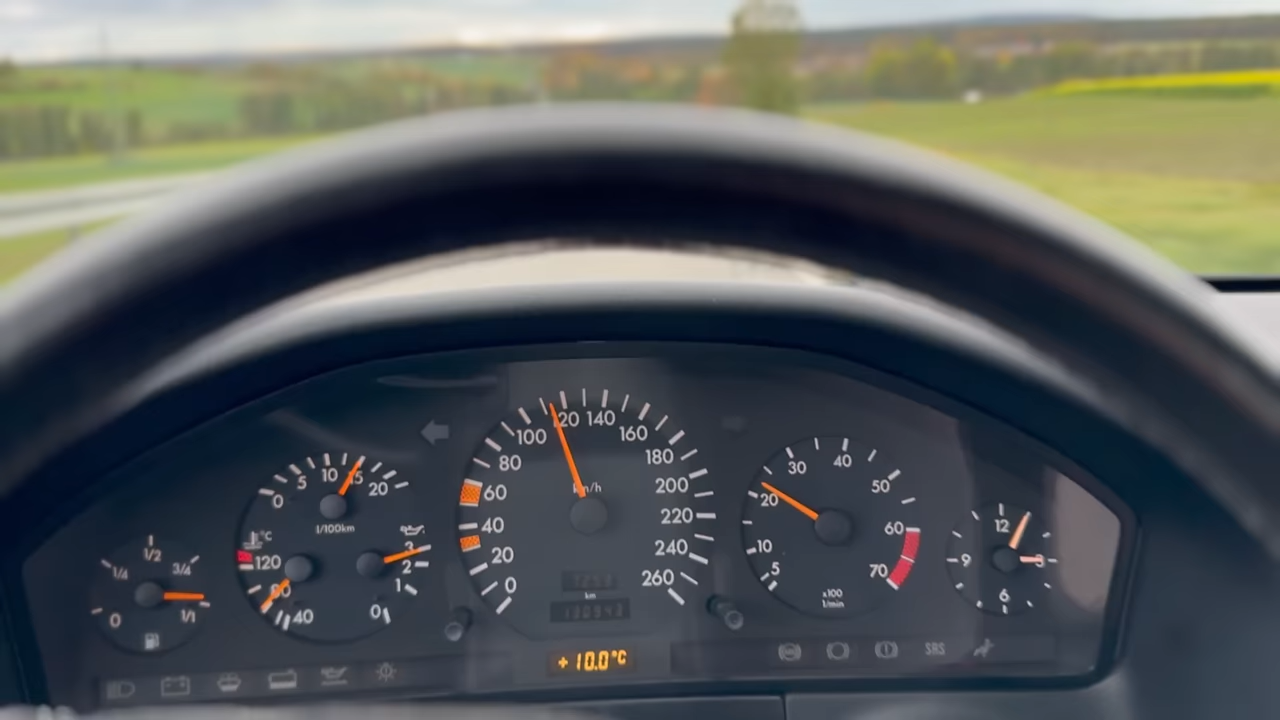 0 1/4 1/2 3/4 1/1
0 5 10 15 20
l/100km
°C
120
80
40
3
2
1
0
0 20 40 60 80 100 120 140 160 180 200 220 240 260
km/h
km
+10.0°C
5 10 20 30 40 50 60 70
x100
1/min
12
3
6
9
ABS
SRS